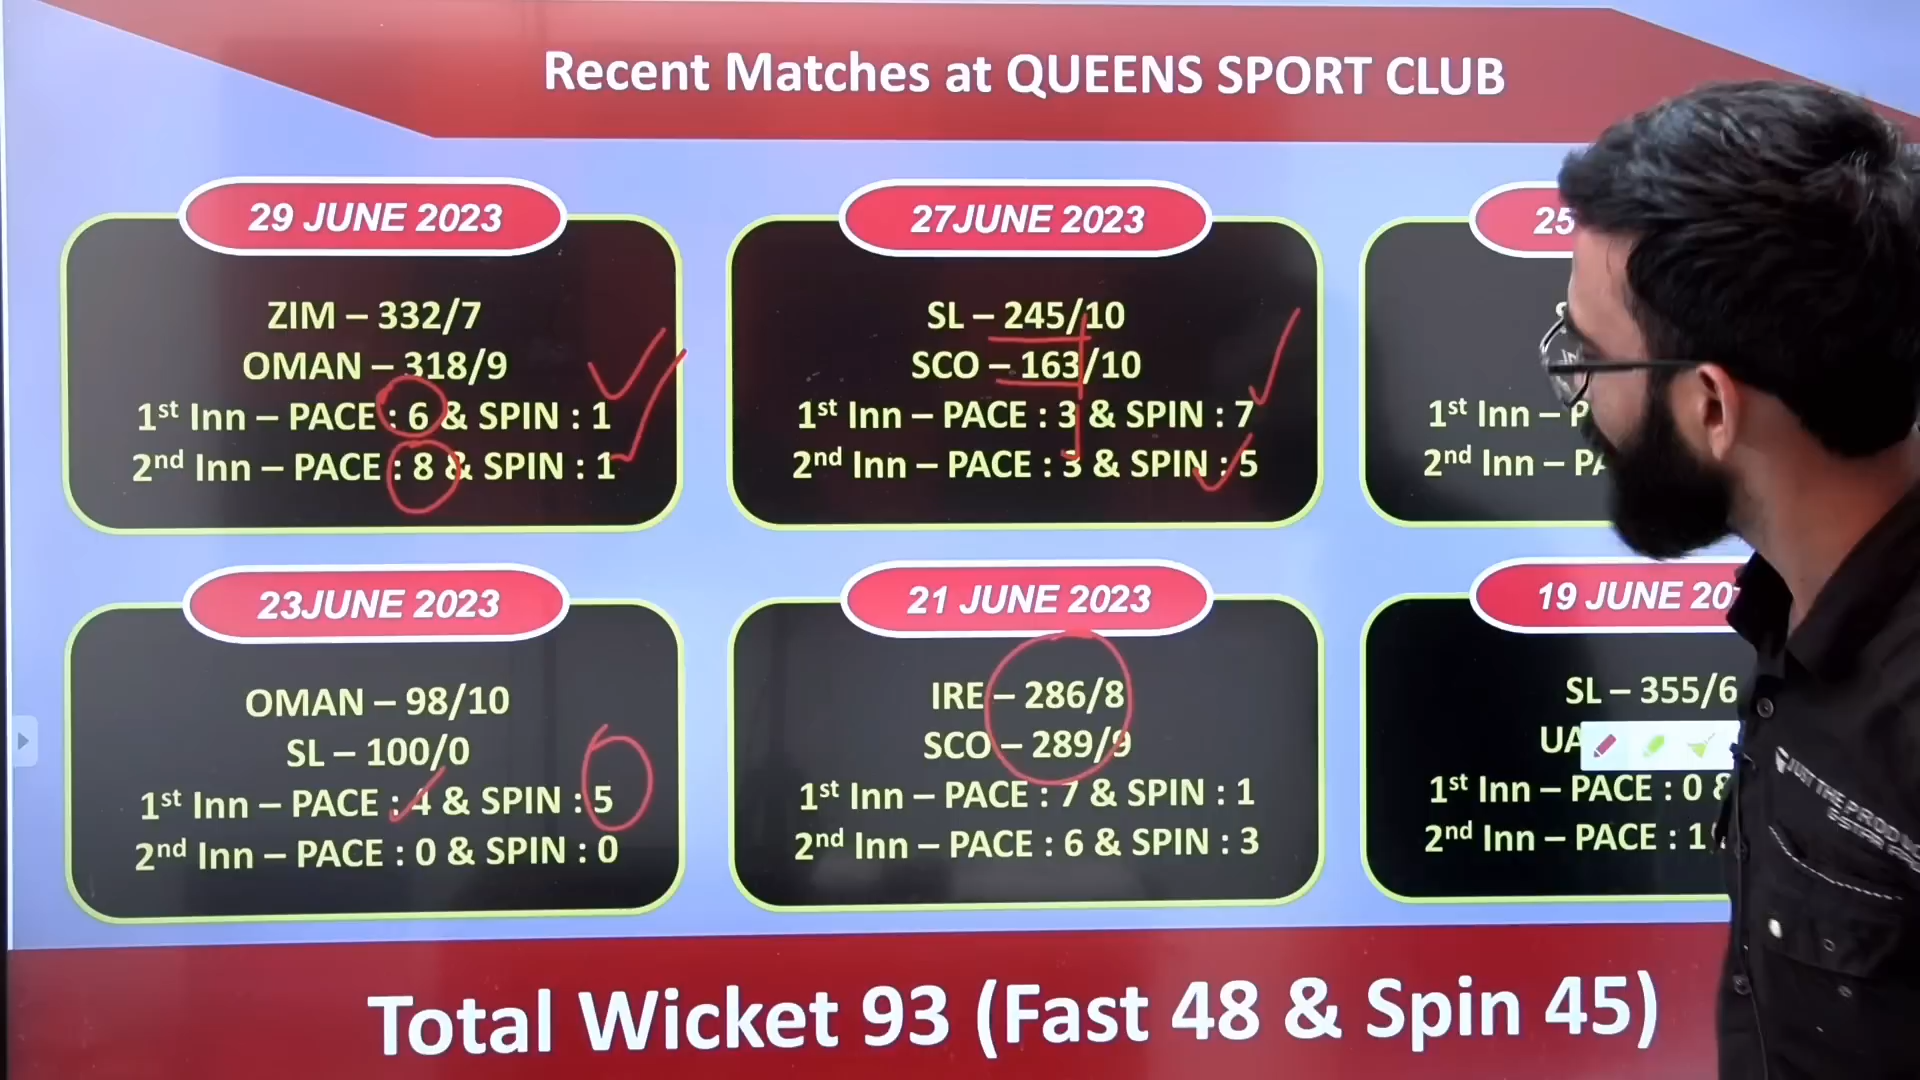 Recent Matches at QUEENS SPORT CLUB
29 JUNE 2023
ZIM – 332/7
OMAN – 318/9
1st Inn – PACE : 6 & SPIN : 1
2nd Inn – PACE : 8 & SPIN : 1
27JUNE 2023
SL – 245/10
SCO – 163/10
1st Inn – PACE : 3 & SPIN : 7
2nd Inn – PACE : 3 & SPIN : 5
25
1st Inn –
2nd Inn –
23JUNE 2023
OMAN – 98/10
SL – 100/0
1st Inn – PACE : 4 & SPIN : 5
2nd Inn – PACE : 0 & SPIN : 0
21 JUNE 2023
IRE – 286/8
SCO – 289/9
1st Inn – PACE : 7 & SPIN : 1
2nd Inn – PACE : 6 & SPIN : 3
19 JUNE
SL – 355/6
1st Inn – PACE : 0 &
2nd Inn – PACE : 1
Total Wicket 93 (Fast 48 & Spin 45)
JUST THE